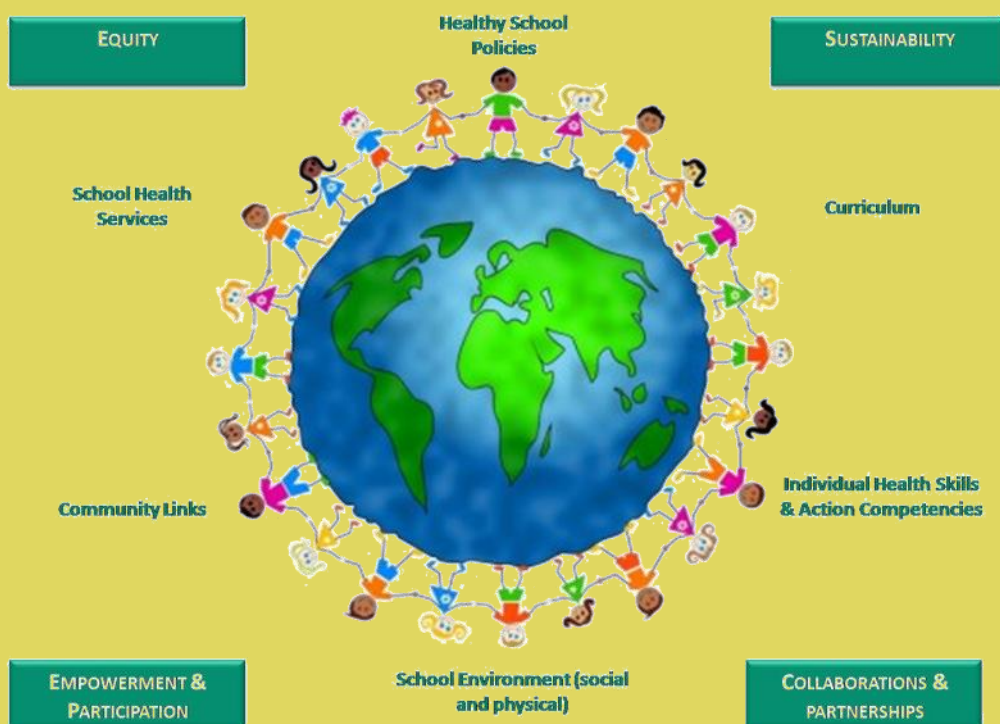 EQUITY
Healthy School
Policies
SUSTAINABILITY
School Health
Services
Curriculum
Community Links
Individual Health Skills
& Action Competencies
EMPOWERMENT &
PARTICIPATION
School Environment (social
and physical)
COLLABORATIONS &
PARTNERSHIPS